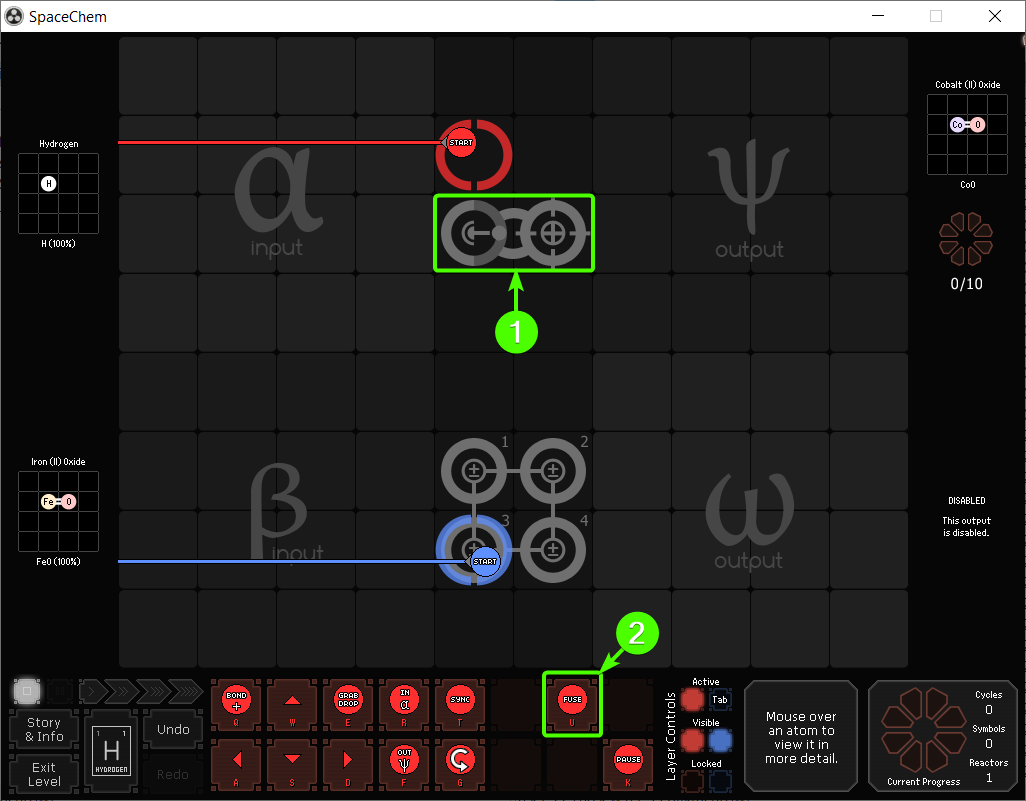 SpaceChem
Hydrogen
H
H (100%)
α
input
START
ψ
output
Cobalt (II) Oxide
Co=O
CoO
0/10
1
Iron (II) Oxide
Fe=O
FeO (100%)
β
input
1
2
3
4
START
ω
output
DISABLED
This output
is disabled.
2
Story
& Info
Exit
Level
1 1
H
HYDROGEN
Undo
Redo
BOND
+
Q
W
GRAB
DROP
E
IN
α
R
SYNC
T
FUSE
U
A
S
D
OUT
ψ
F
G
PAUSE
K
Layer Controls
Active
Tab
Visible
Locked
Mouse over
an atom to
view it in
more detail.
Cycles
0
Symbols
0
Reactors
1
Current Progress